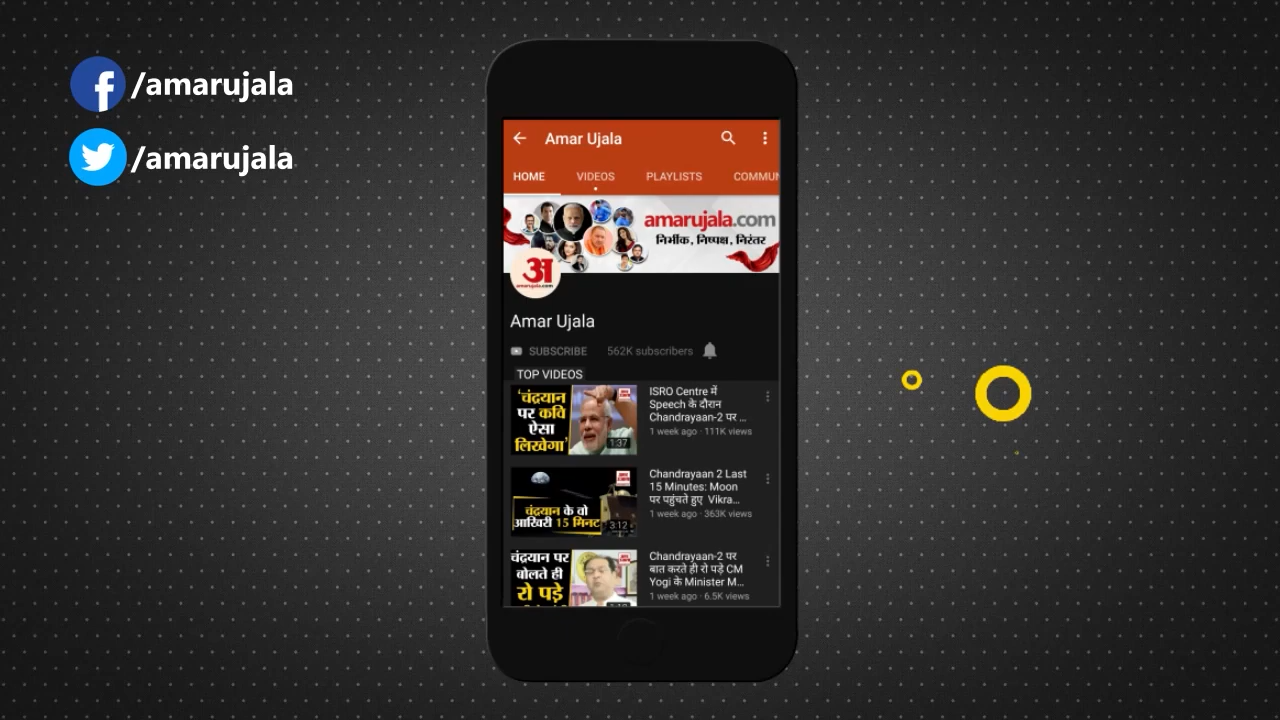 /amarujala
/amarujala
Amar Ujala
HOME VIDEOS PLAYLISTS COMMUN
amarujala.com
निर्भीक, निष्पक्ष, निरंतर
अ
amarujala.com
Amar Ujala
SUBSCRIBE 562K subscribers
TOP VIDEOS
'चंद्रयान
पर कवि
ऐसा
लिखेगा'
1:37
ISRO Centre में
Speech के दौरान
Chandrayaan-2 पर ...
1 week ago · 111K views
चंद्रयान के वो
आखिरी 15 मिनट
3:12
Chandrayaan 2 Last
15 Minutes: Moon
पर पहुंचते हुए Vikra...
1 week ago · 363K views
चंद्रयान पर
बोलते ही
रो पड़े
Chandrayaan-2 पर
बात करते ही रो पड़े CM
Yogi के Minister M...
1 week ago · 6.5K views